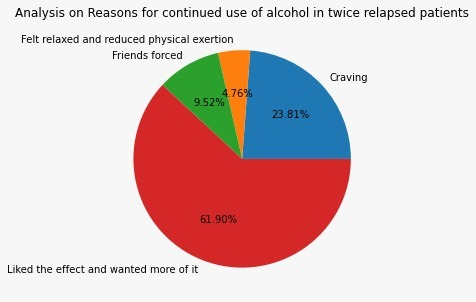 Analysis on Reasons for continued use of alcohol in twice relapsed patients
Felt relaxed and reduced physical exertion
Friends forced
Craving
4.76%
9.52%
23.81%
61.90%
Liked the effect and wanted more of it